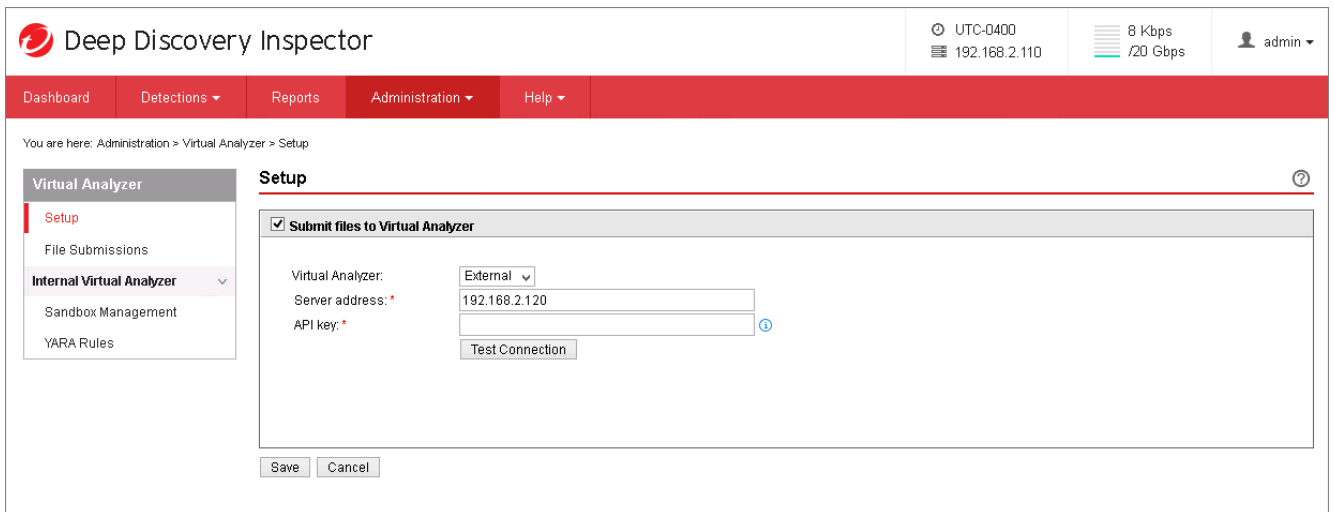 Deep Discovery Inspector
UTC-0400
192.168.2.110
8 Kbps
/20 Gbps
admin
Dashboard
Detections
Reports
Administration
Help
You are here: Administration > Virtual Analyzer > Setup
Virtual Analyzer
Setup
File Submissions
Internal Virtual Analyzer
Sandbox Management
YARA Rules
Setup
Submit files to Virtual Analyzer
Virtual Analyzer: External
Server address: * 192.168.2.120
API key: *
Test Connection
Save Cancel